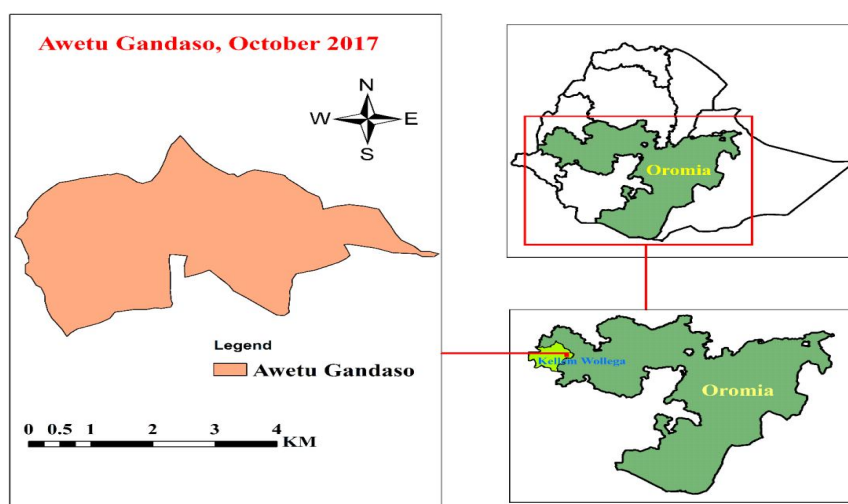 Awetu Gandaso, October 2017
N
W E
S
Legend
Awetu Gandaso
0 0.5 1 2 3 4
KM
Oromia
Kellem Wollega
Oromia